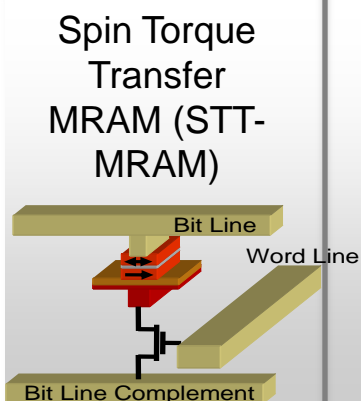 Spin Torque
Transfer
MRAM (STT-
MRAM)
Bit Line
Word Line
Bit Line Complement